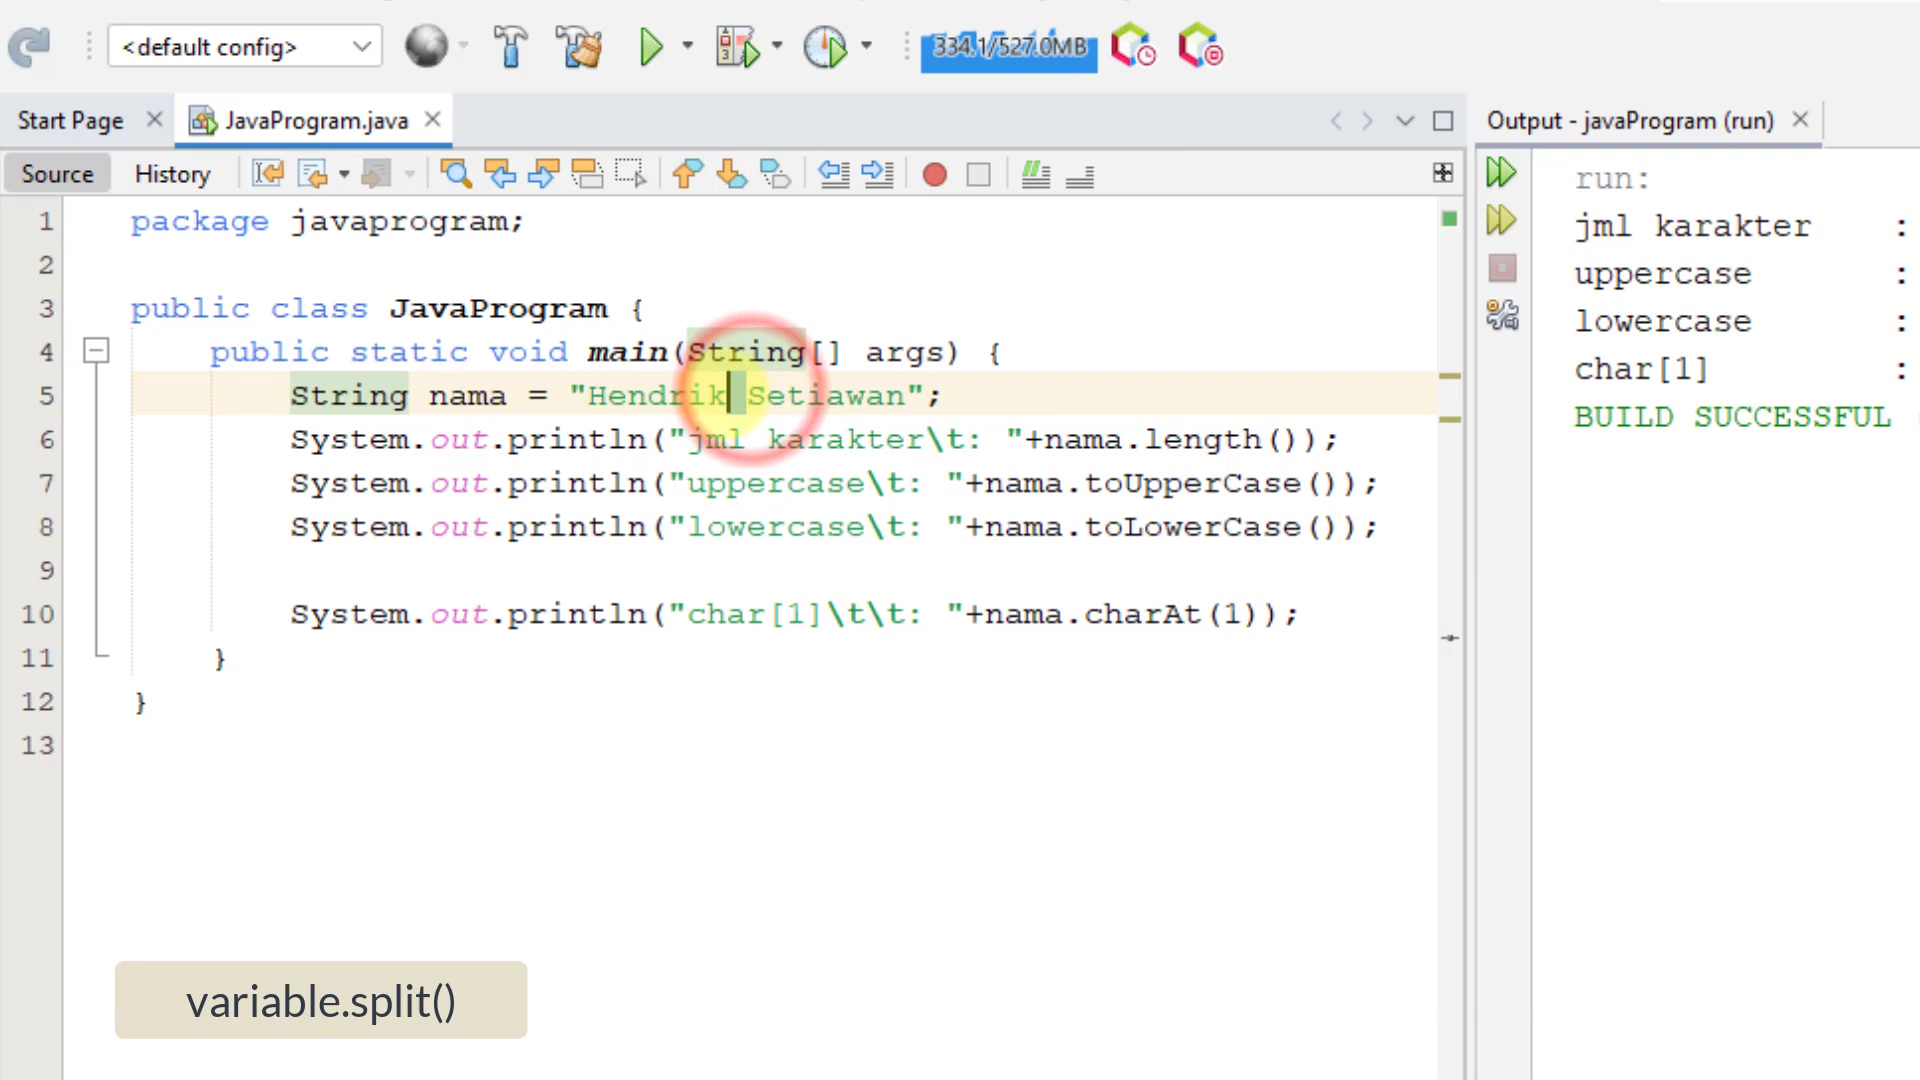 <default config>
334.1/527.0MB
Start Page
JavaProgram.java
Output - javaProgram (run)
Source
History
1 package javaprogram;
2
3 public class JavaProgram {
4 public static void main(String[] args) {
5 String nama = "Hendrik Setiawan";
6 System.out.println("jml karakter\t: "+nama.length());
7 System.out.println("uppercase\t: "+nama.toUpperCase());
8 System.out.println("lowercase\t: "+nama.toLowerCase());
9
10 System.out.println("char[1]\t\t: "+nama.charAt(1));
11 }
12 }
13
run:
jml karakter :
uppercase :
lowercase :
char[1] :
BUILD SUCCESSFUL
variable.split()